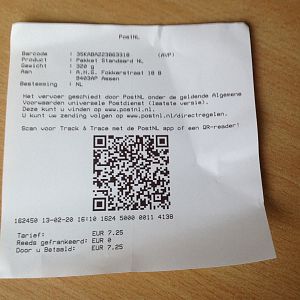 PostNL
Barcode : 3SKABA223863318 (AVP)
Product : Pakket Standaard NL
Gewicht : 320 g
Aan : A.H.G. Fokkerstraat 18 B
9403AP Assen
Bestemming : NL
Het vervoer geschiedt door PostNL onder de geldende Algemene
Voorwaarden universele Postdienst (laatste versie).
Deze kunt u vinden op www.postnl.nl.
U kunt uw zending volgen op www.postnl.nl/directregelen.
Scan voor Track & Trace met de PostNL app of een QR-reader!
162450 13-02-20 16:10 1624 5000 0011 4138
Tarief: EUR 7.25
Reeds gefrankeerd: EUR 0
Door u Betaald: EUR 7.25